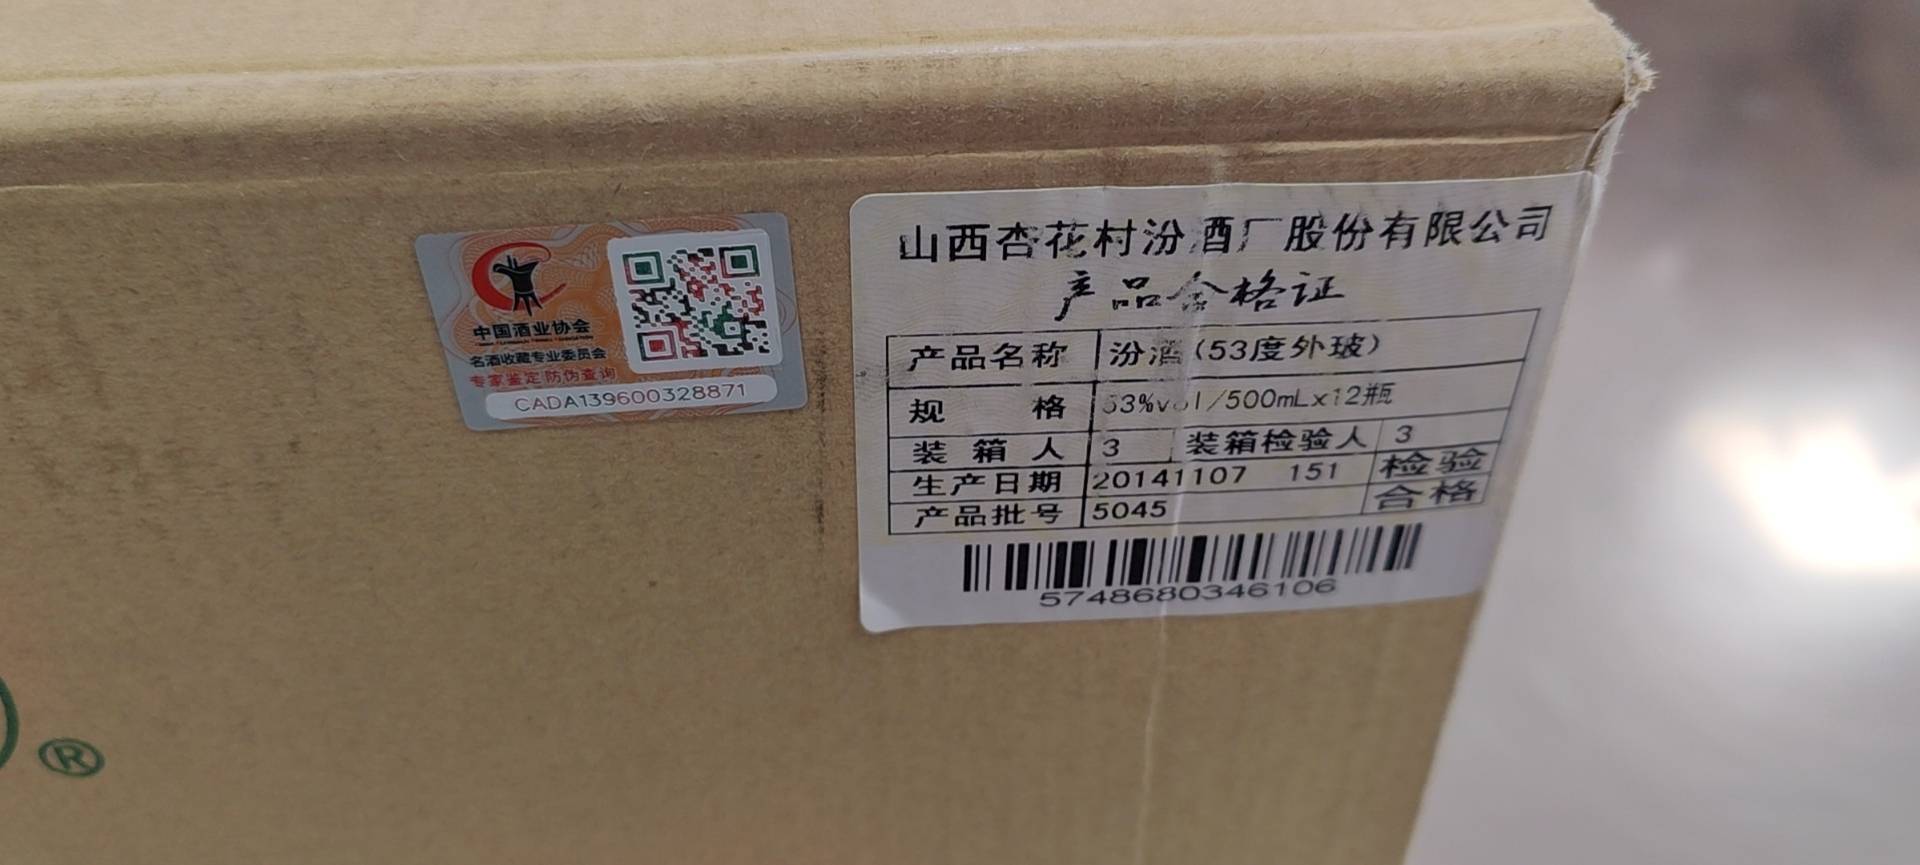 中国酒业协会
名酒收藏专业委员会
专家鉴定防伪查询
CADA139600328871
山西杏花村汾酒厂股份有限公司
产品合格证
产品名称 汾酒(53度外玻)
规 格 53%vol/500mLx12瓶
装箱人 3 装箱检验人 3
生产日期 20141107 151 检验
产品批号 5045 合格
5748680346106
®